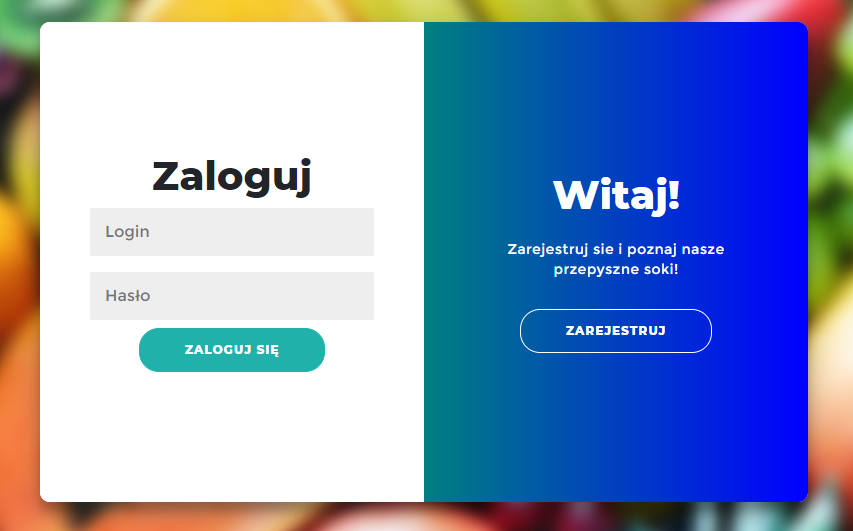 Zaloguj
Login
Hasło
ZALOGUJ SIĘ
Witaj!
Zarejestruj sie i poznaj nasze
przepyszne soki!
ZAREJESTRUJ